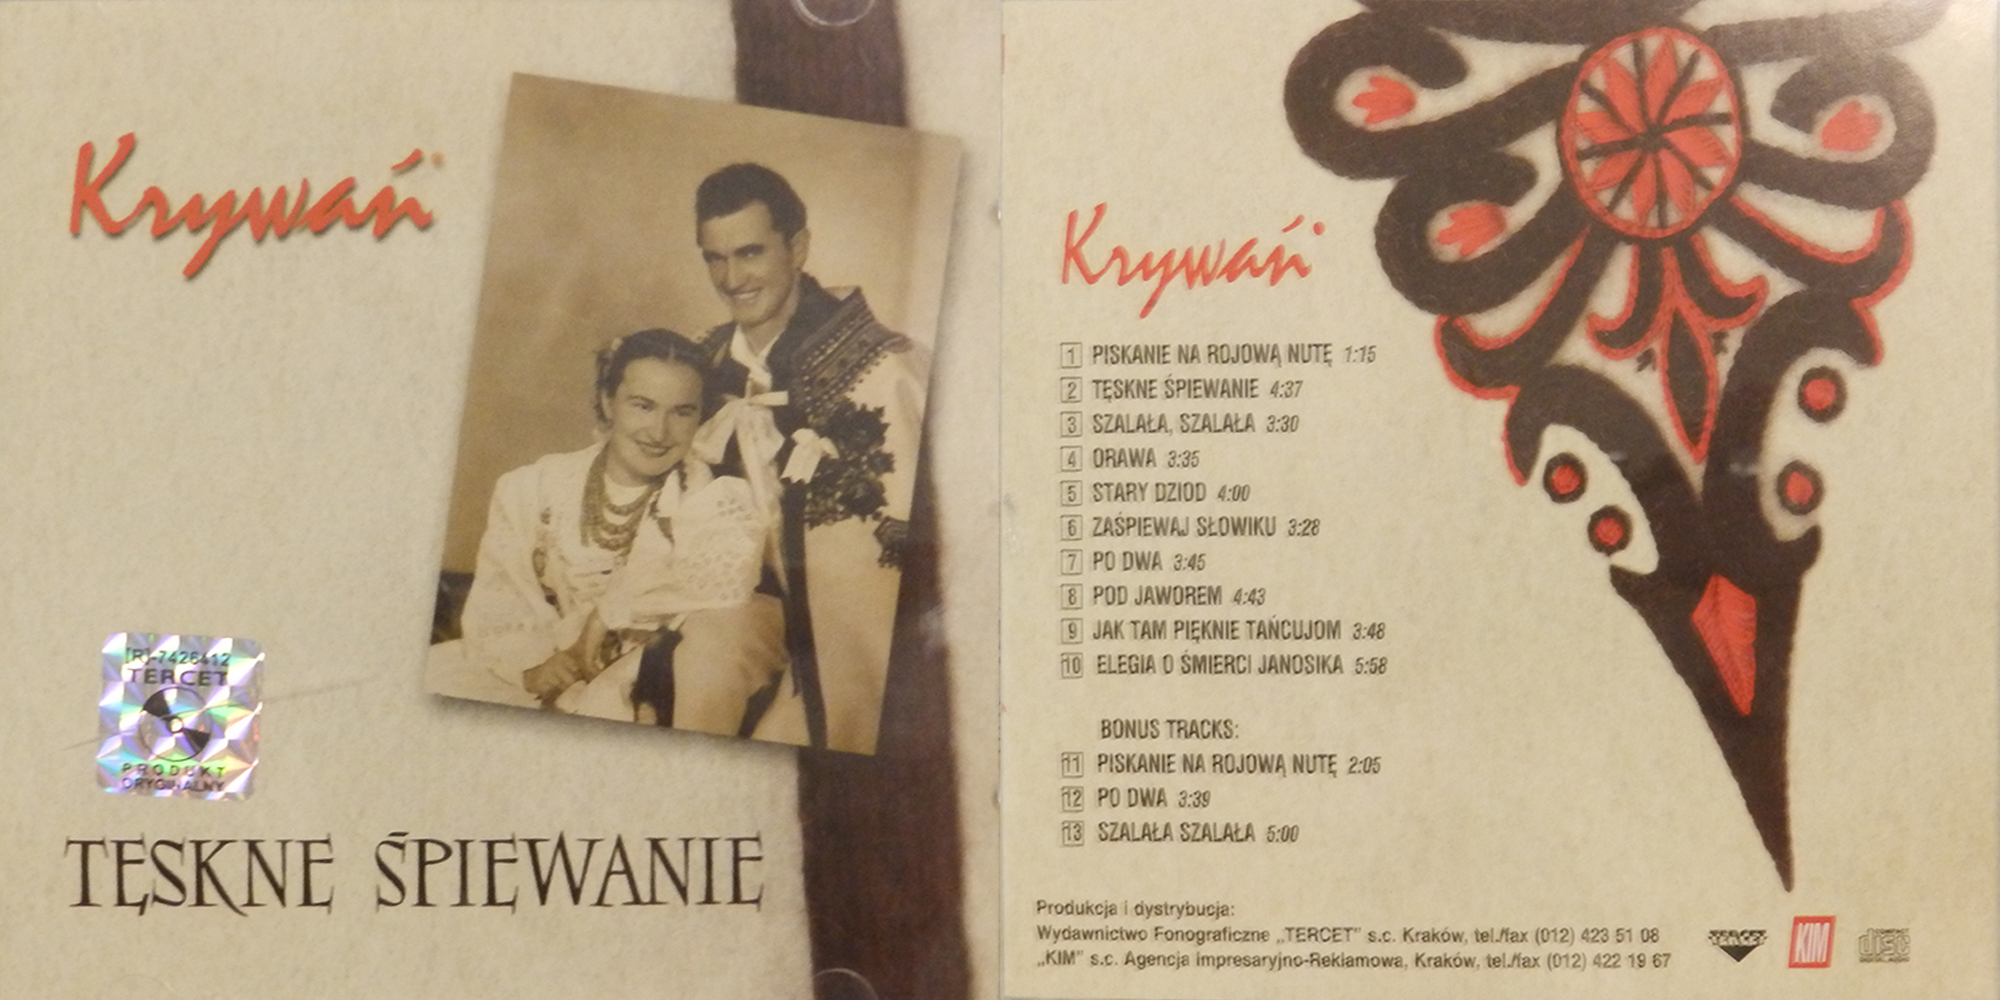 Krywań
[R]-7426412
TERCET
PRODUKT
ORYGINALNY
TĘSKNE ŚPIEWANIE
Krywań
1 PISKANIE NA ROJOWĄ NUTĘ 1:15
2 TĘSKNE ŚPIEWANIE 4:37
3 SZALAŁA, SZALAŁA 3:30
4 ORAWA 3:35
5 STARY DZIOD 4:00
6 ZAŚPIEWAJ SŁOWIKU 3:28
7 PO DWA 3:45
8 POD JAWOREM 4:43
9 JAK TAM PIĘKNIE TAŃCUJOM 3:48
10 ELEGIA O ŚMIERCI JANOSIKA 5:58
BONUS TRACKS:
11 PISKANIE NA ROJOWĄ NUTĘ 2:05
12 PO DWA 3:39
13 SZALAŁA SZALAŁA 5:00
Produkcja i dystrybucja:
Wydawnictwo Fonograficzne „TERCET" s.c. Kraków, tel./fax (012) 423 51 08
„KIM" s.c. Agencja Impresaryjno-Reklamowa, Kraków, tel./fax (012) 422 19 67
TERCET
KIM
COMPACT
disc
DIGITAL AUDIO